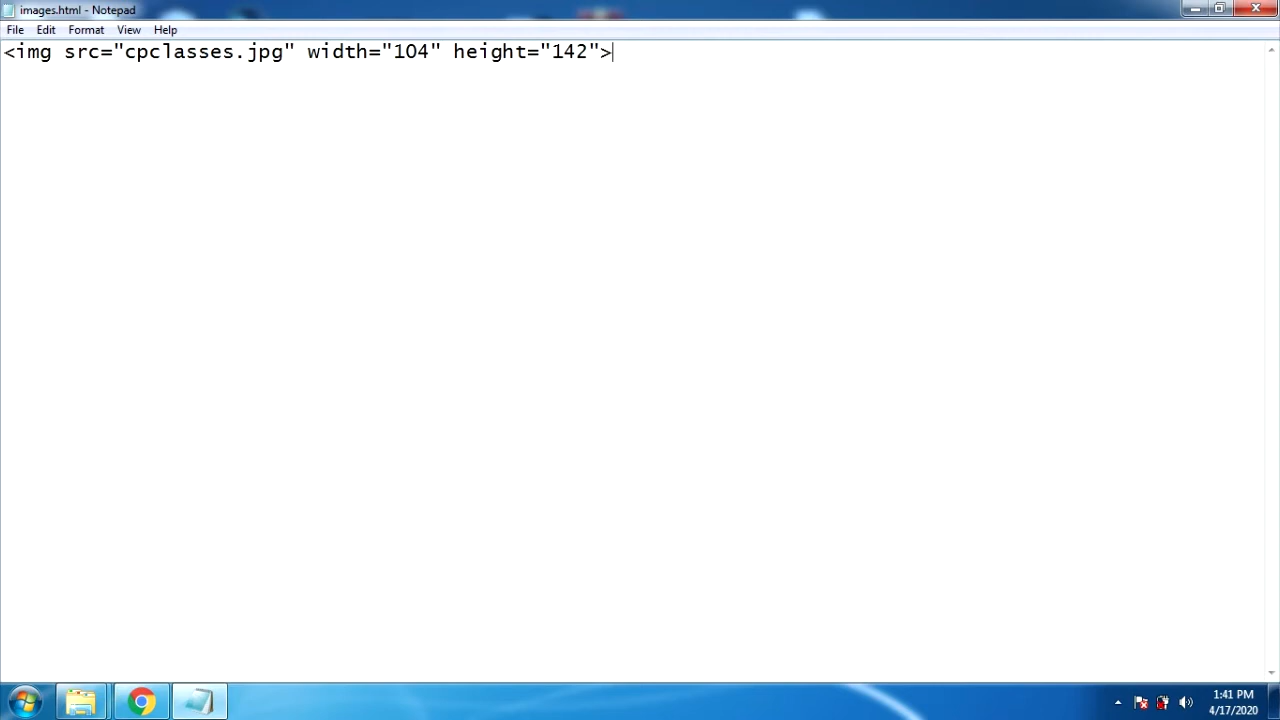 images.html - Notepad
File Edit Format View Help
<img src="cpclasses.jpg" width="104" height="142">
1:41 PM
4/17/2020